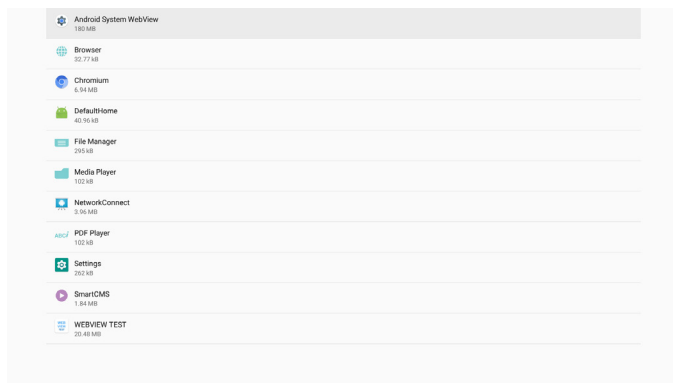 Android System WebView
180 MB
Browser
32.77 kB
Chromium
6.94 MB
DefaultHome
40.96 kB
File Manager
295 kB
Media Player
102 kB
NetworkConnect
3.96 MB
PDF Player
102 kB
Settings
262 kB
SmartCMS
1.84 MB
WEBVIEW TEST
20.48 MB